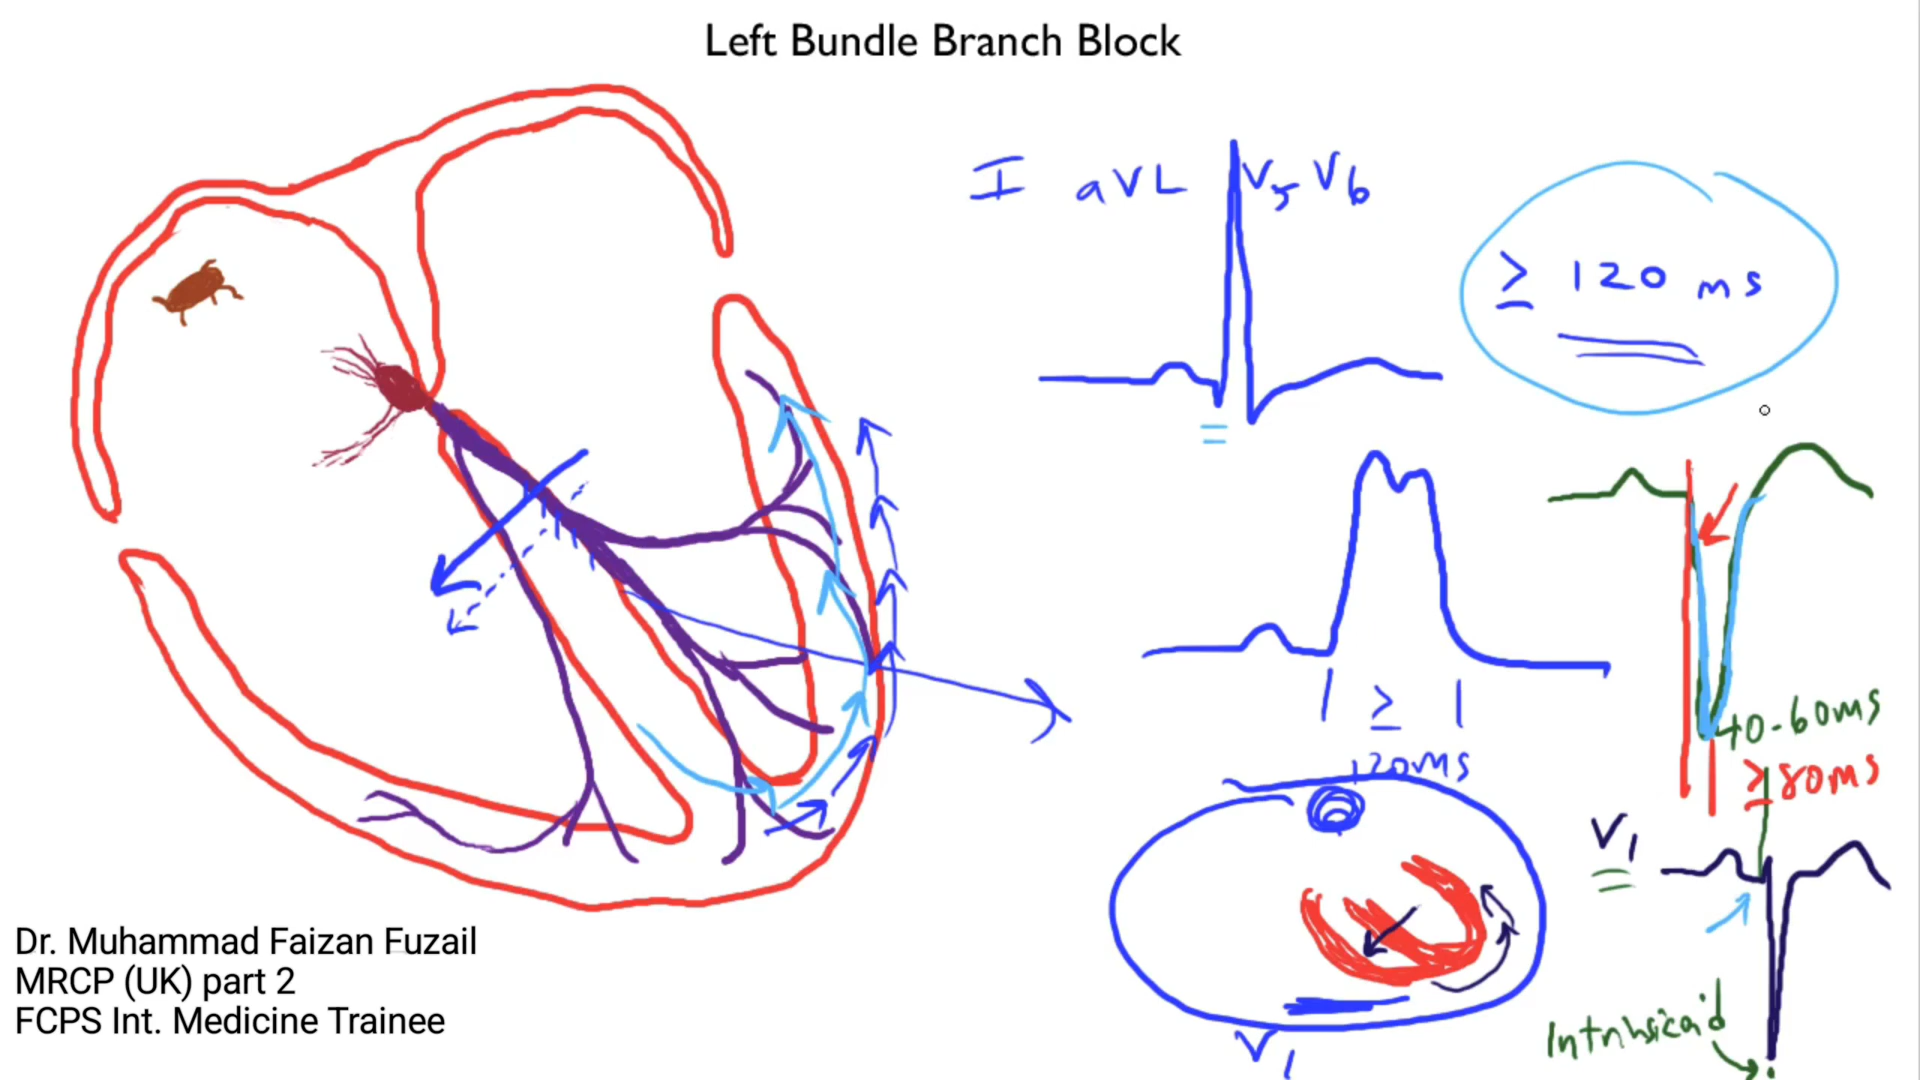 Left Bundle Branch Block
I aVL V5 V6
≥ 120 ms
≥
120ms
40-60ms
≥80ms
V1
V1
Intrinsicoid
Dr. Muhammad Faizan Fuzail
MRCP (UK) part 2
FCPS Int. Medicine Trainee